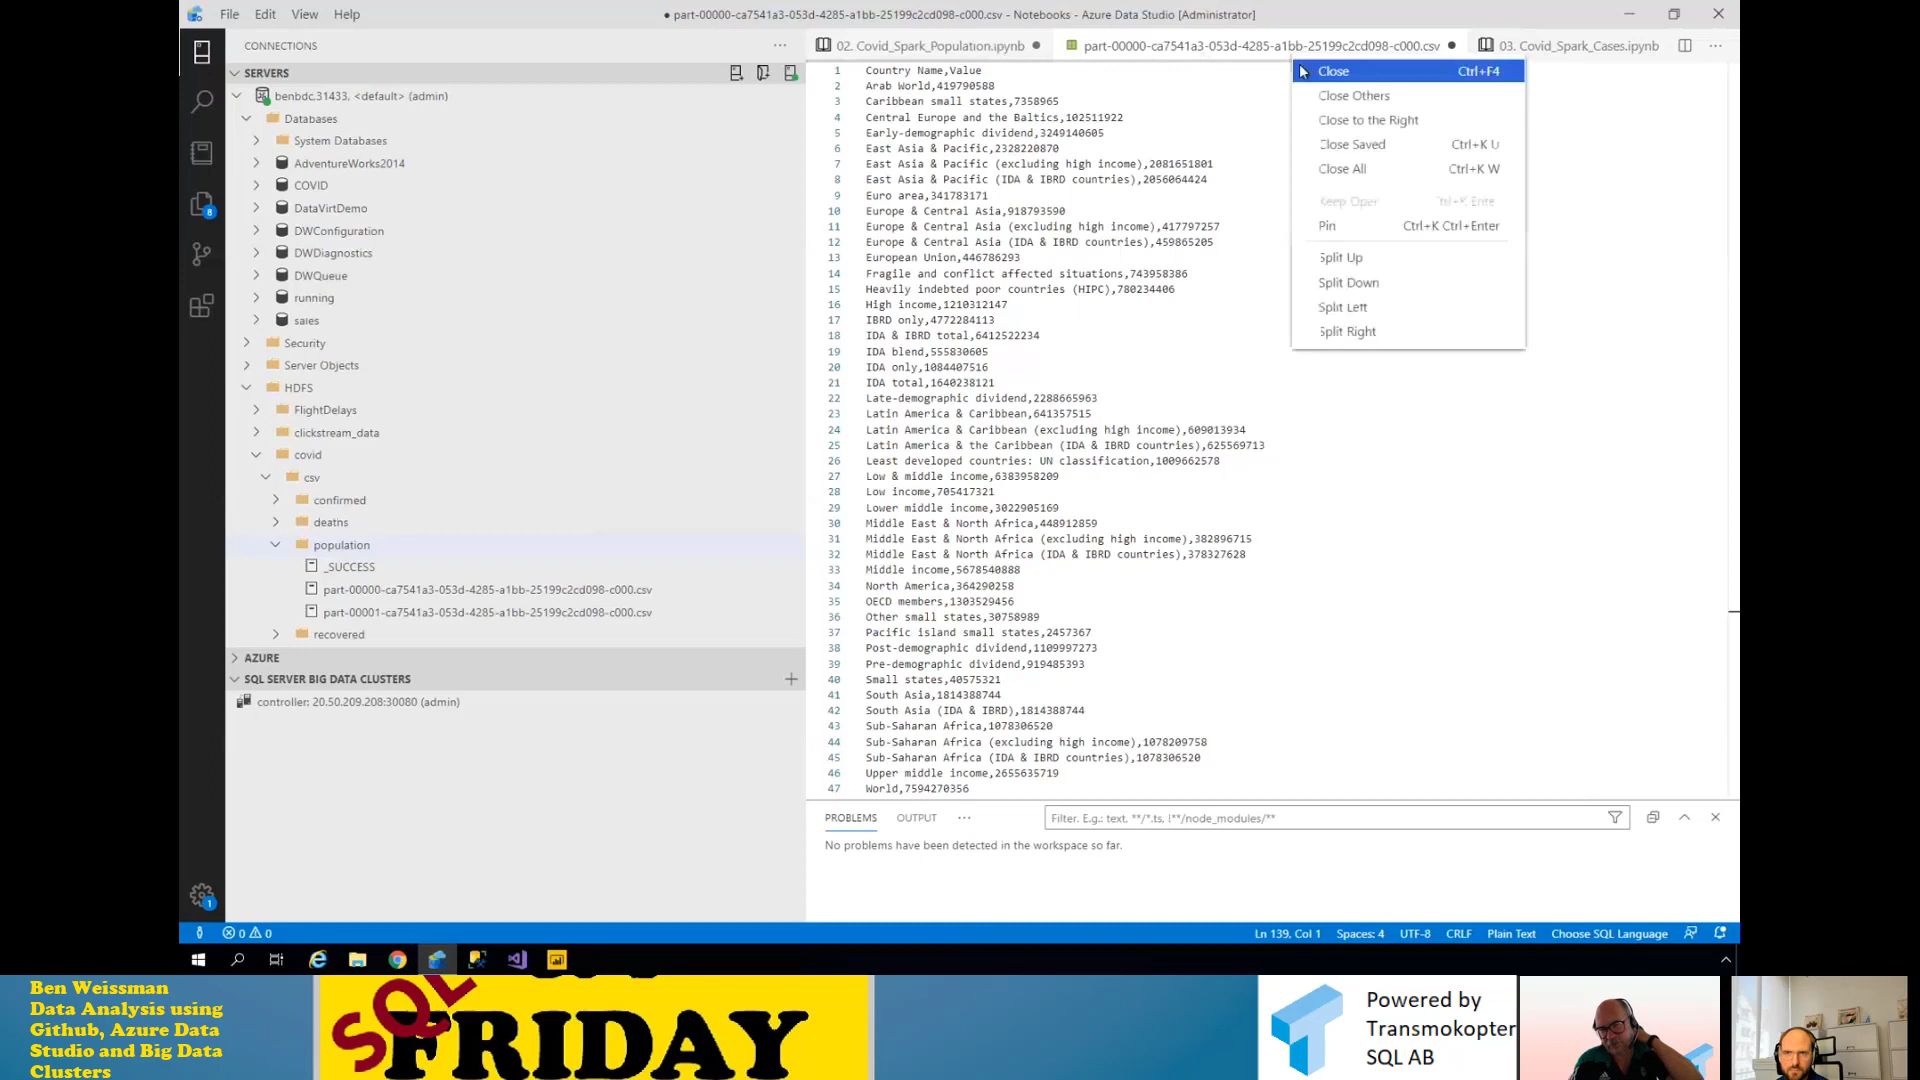 File Edit View Help
● part-00000-ca7541a3-053d-4285-a1bb-25199c2cd098-c000.csv - Notebooks - Azure Data Studio [Administrator]
CONNECTIONS
SERVERS
benbdc,31433, <default> (admin)
Databases
System Databases
AdventureWorks2014
COVID
DataVirtDemo
DWConfiguration
DWDiagnostics
DWQueue
running
sales
Security
Server Objects
HDFS
FlightDelays
clickstream_data
covid
csv
confirmed
deaths
population
_SUCCESS
part-00000-ca7541a3-053d-4285-a1bb-25199c2cd098-c000.csv
part-00001-ca7541a3-053d-4285-a1bb-25199c2cd098-c000.csv
recovered
AZURE
SQL SERVER BIG DATA CLUSTERS
controller: 20.50.209.208:30080 (admin)
8
1
02. Covid_Spark_Population.ipynb
part-00000-ca7541a3-053d-4285-a1bb-25199c2cd098-c000.csv
03. Covid_Spark_Cases.ipynb
1 Country Name,Value
2 Arab World,419790588
3 Caribbean small states,7358965
4 Central Europe and the Baltics,102511922
5 Early-demographic dividend,3249140605
6 East Asia & Pacific,2328220870
7 East Asia & Pacific (excluding high income),2081651801
8 East Asia & Pacific (IDA & IBRD countries),2056064424
9 Euro area,341783171
10 Europe & Central Asia,918793590
11 Europe & Central Asia (excluding high income),417797257
12 Europe & Central Asia (IDA & IBRD countries),459865205
13 European Union,446786293
14 Fragile and conflict affected situations,743958386
15 Heavily indebted poor countries (HIPC),780234406
16 High income,1210312147
17 IBRD only,4772284113
18 IDA & IBRD total,6412522234
19 IDA blend,555830605
20 IDA only,1084407516
21 IDA total,1640238121
22 Late-demographic dividend,2288665963
23 Latin America & Caribbean,641357515
24 Latin America & Caribbean (excluding high income),609013934
25 Latin America & the Caribbean (IDA & IBRD countries),625569713
26 Least developed countries: UN classification,1009662578
27 Low & middle income,6383958209
28 Low income,705417321
29 Lower middle income,3022905169
30 Middle East & North Africa,448912859
31 Middle East & North Africa (excluding high income),382896715
32 Middle East & North Africa (IDA & IBRD countries),378327628
33 Middle income,5678540888
34 North America,364290258
35 OECD members,1303529456
36 Other small states,30758989
37 Pacific island small states,2457367
38 Post-demographic dividend,1109997273
39 Pre-demographic dividend,919485393
40 Small states,40575321
41 South Asia,1814388744
42 South Asia (IDA & IBRD),1814388744
43 Sub-Saharan Africa,1078306520
44 Sub-Saharan Africa (excluding high income),1078209758
45 Sub-Saharan Africa (IDA & IBRD countries),1078306520
46 Upper middle income,2655635719
47 World,7594270356
Close Ctrl+F4
Close Others
Close to the Right
Close Saved Ctrl+K U
Close All Ctrl+K W
Keep Open Ctrl+K Ente
Pin Ctrl+K Ctrl+Enter
Split Up
Split Down
Split Left
Split Right
PROBLEMS OUTPUT
Filter. E.g.: text, **/*.ts, !**/node_modules/**
No problems have been detected in the workspace so far.
0 0
Ln 139, Col 1 Spaces: 4 UTF-8 CRLF Plain Text Choose SQL Language
Ben Weissman
Data Analysis using
Github, Azure Data
Studio and Big Data
Clusters
SQL
FRIDAY
Powered by
Transmokopter
SQL AB